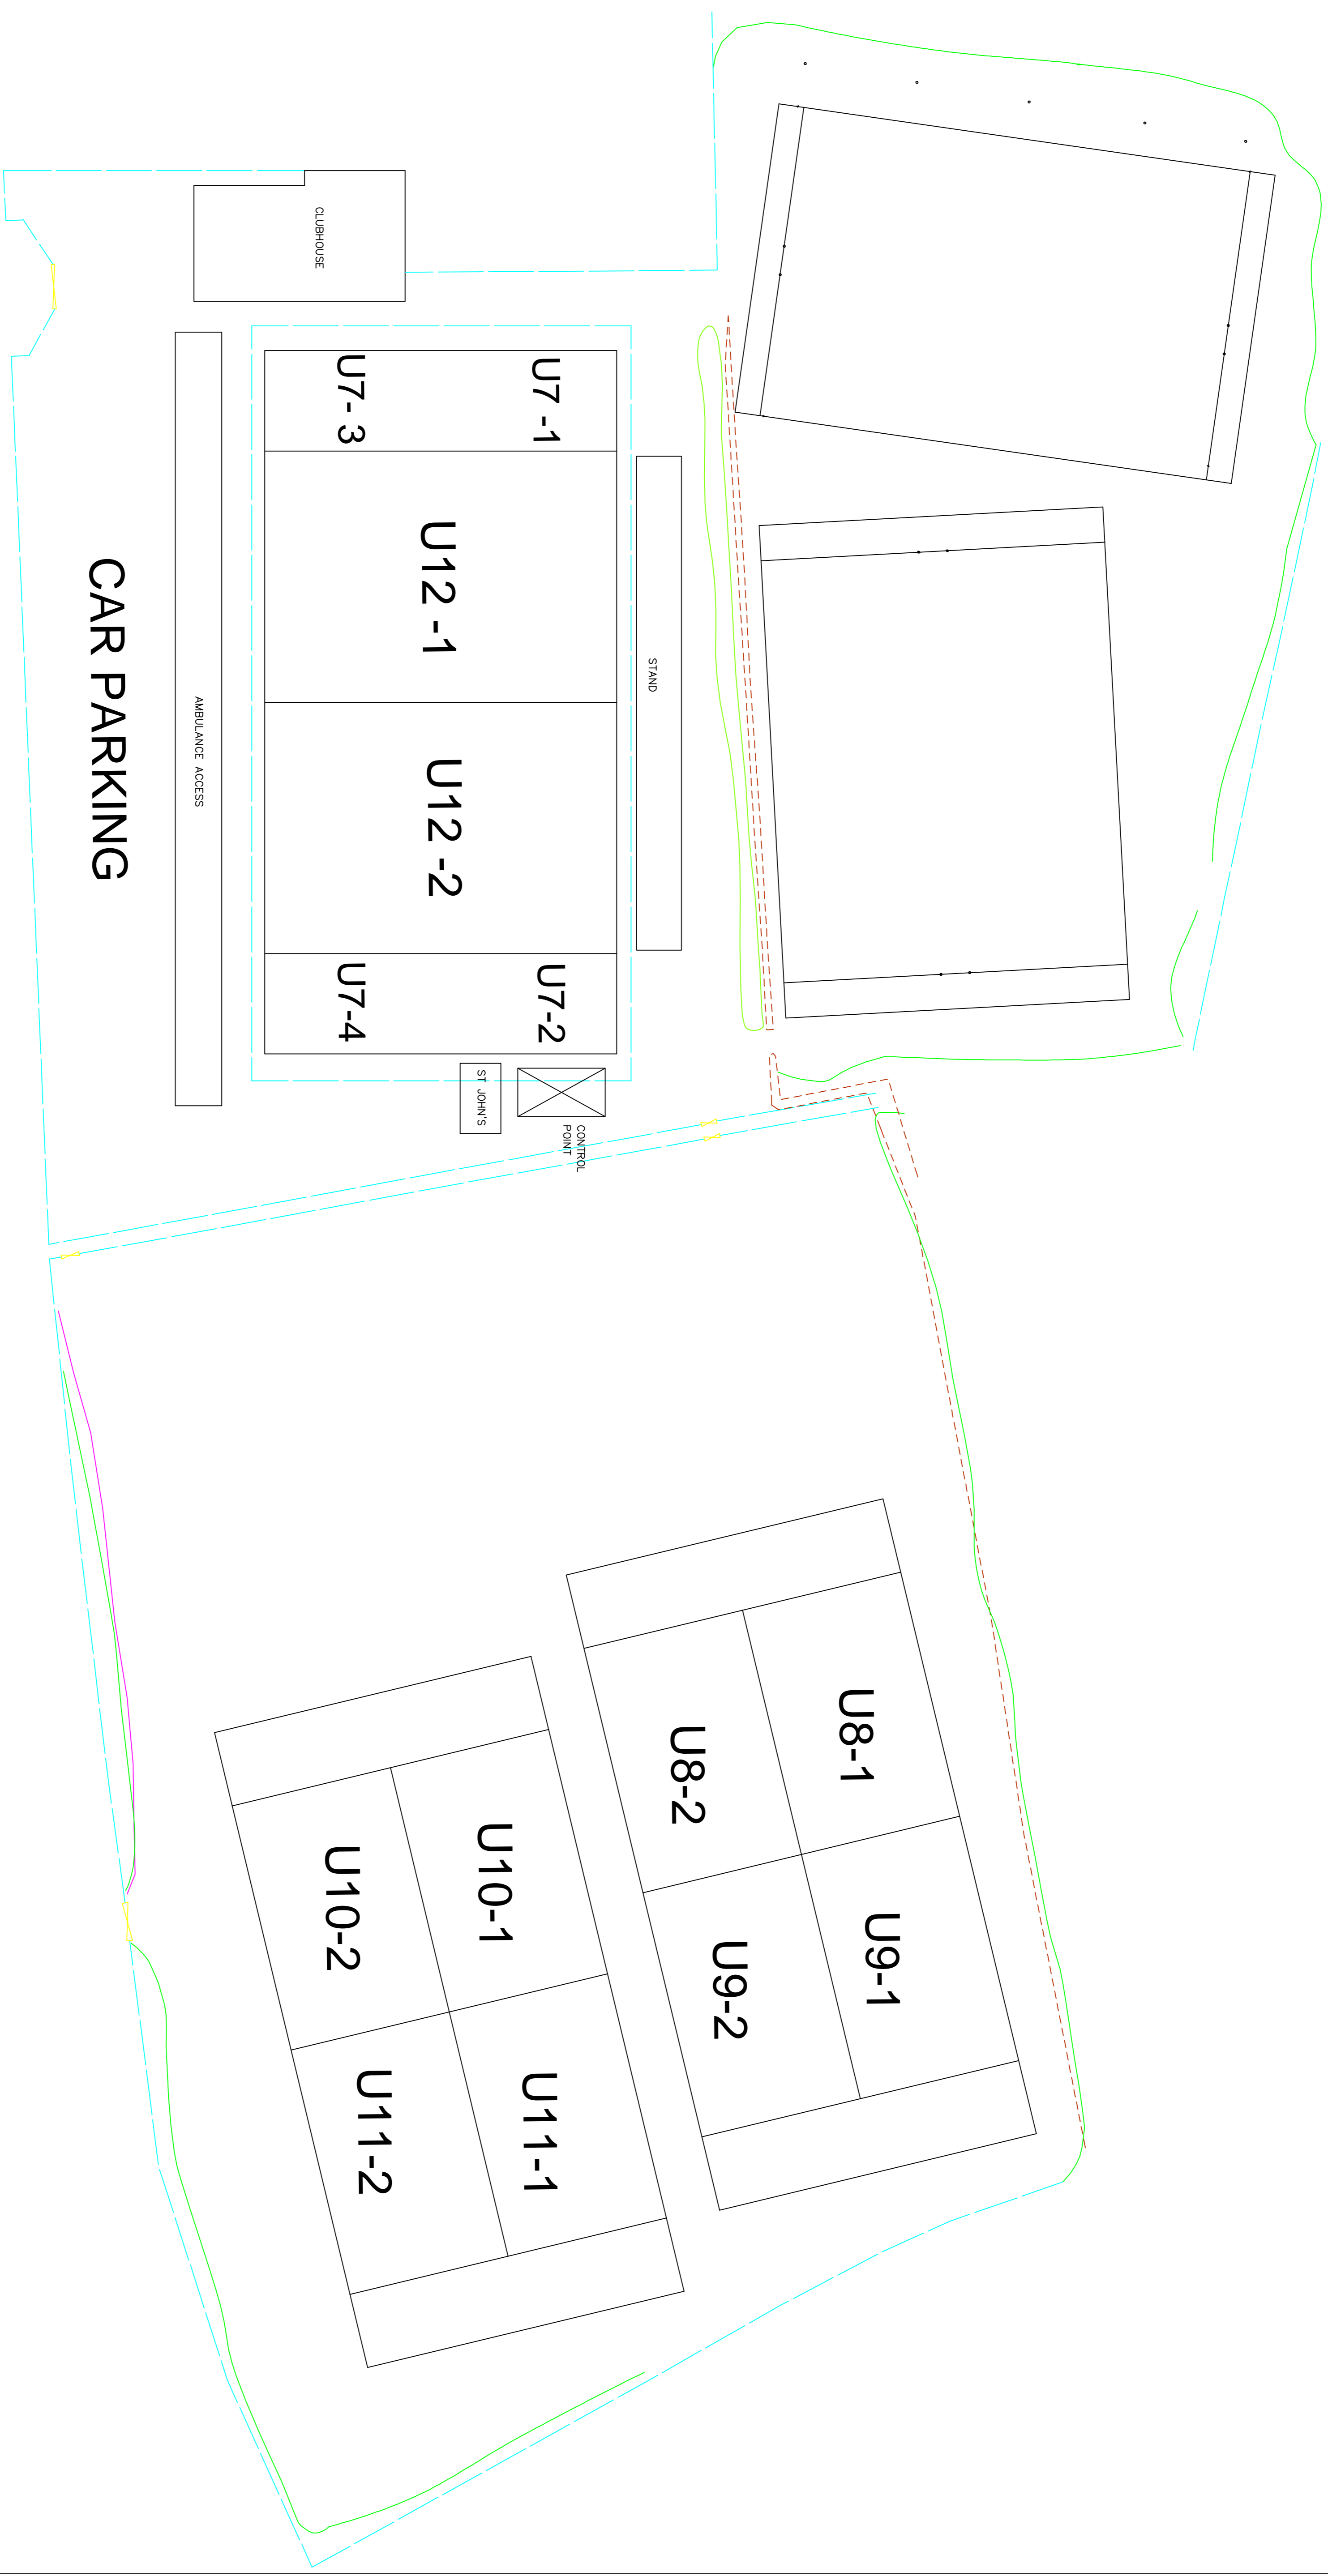 CLUBHOUSE
U7 -1
U7- 3
U12 -1
U12 -2
U7-2
U7-4
STAND
AMBULANCE ACCESS
CAR PARKING
ST JOHN'S
CONTROL
POINT
U8-1
U8-2
U9-1
U9-2
U10-1
U10-2
U11-1
U11-2